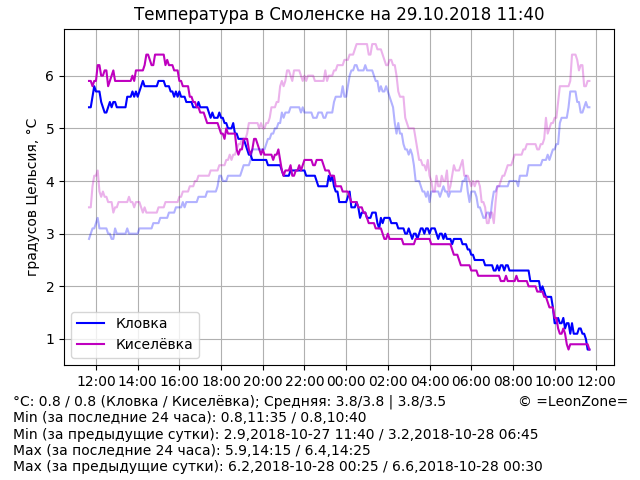 Температура в Смоленске на 29.10.2018 11:40
градусов Цельсия, °C
6
5
4
3
2
1
Кловка
Киселёвка
12:00 14:00 16:00 18:00 20:00 22:00 00:00 02:00 04:00 06:00 08:00 10:00 12:00
°C: 0.8 / 0.8 (Кловка / Киселёвка); Средняя: 3.8/3.8 | 3.8/3.5 © =LeonZone=
Min (за последние 24 часа): 0.8,11:35 / 0.8,10:40
Min (за предыдущие сутки): 2.9,2018-10-27 11:40 / 3.2,2018-10-28 06:45
Max (за последние 24 часа): 5.9,14:15 / 6.4,14:25
Max (за предыдущие сутки): 6.2,2018-10-28 00:25 / 6.6,2018-10-28 00:30